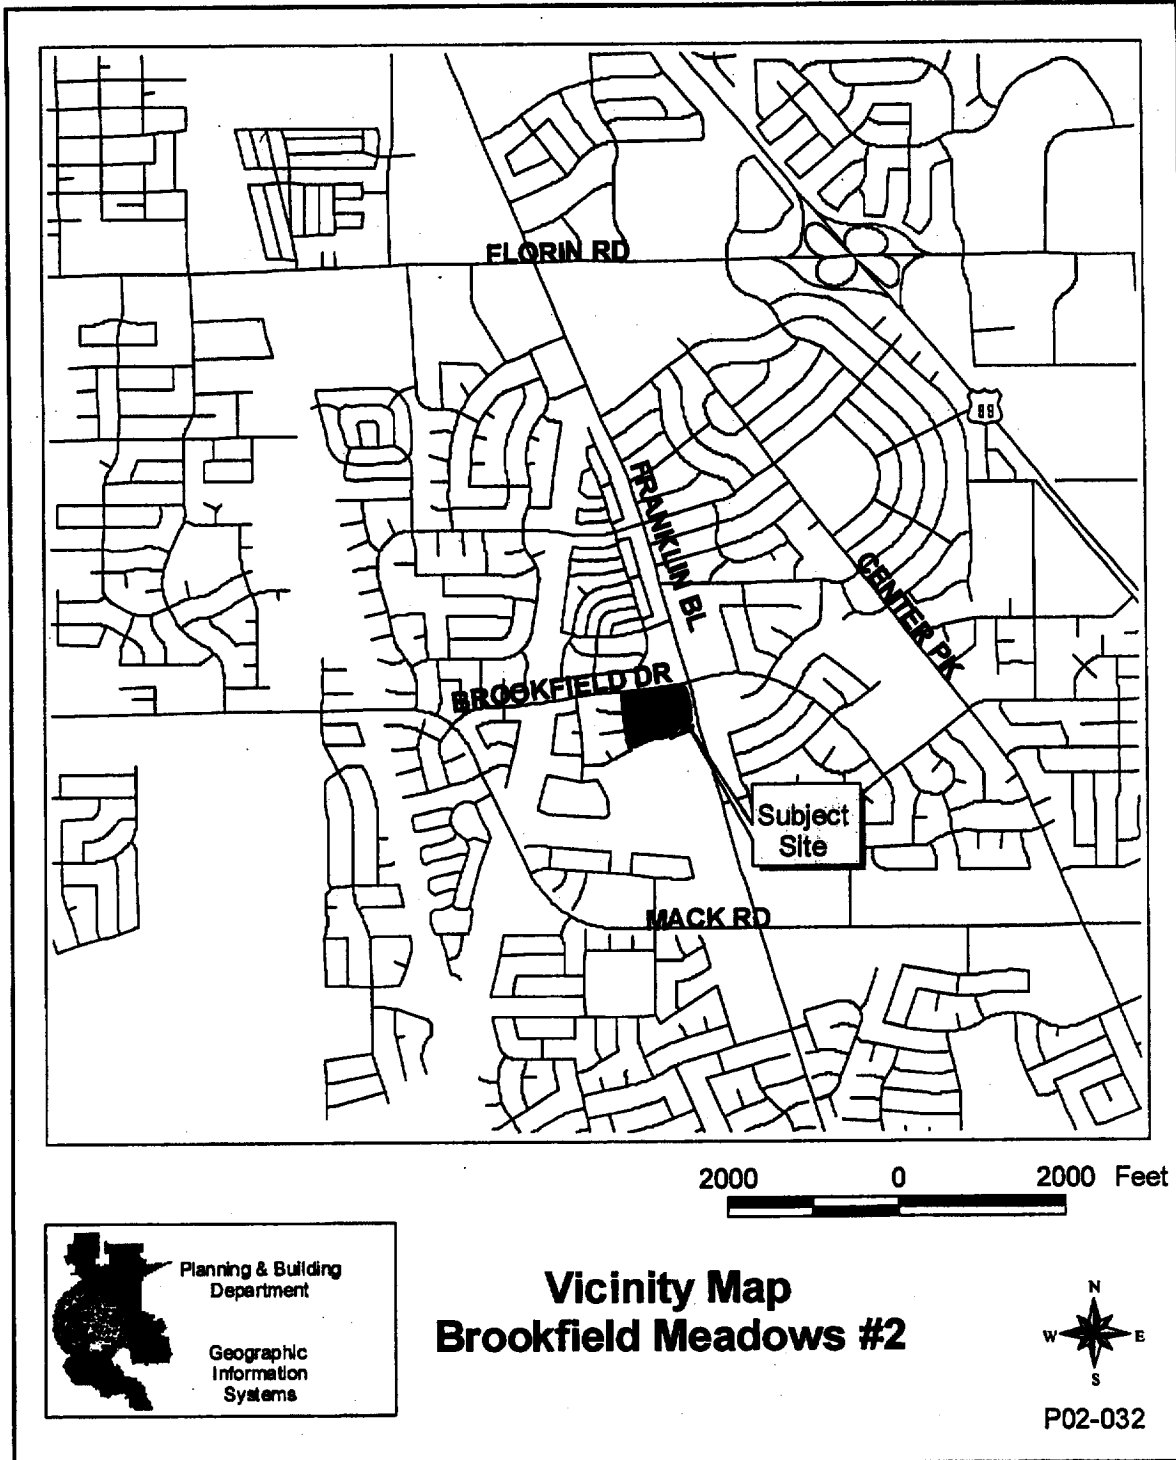 FLORIN RD
89
FRANKLIN BL
CENTER PK
BROOKFIELD DR
Subject
Site
MACK RD
2000 0 2000 Feet
Planning & Building
Department
Geographic
Information
Systems
Vicinity Map
Brookfield Meadows #2
N
W E
S
P02-032